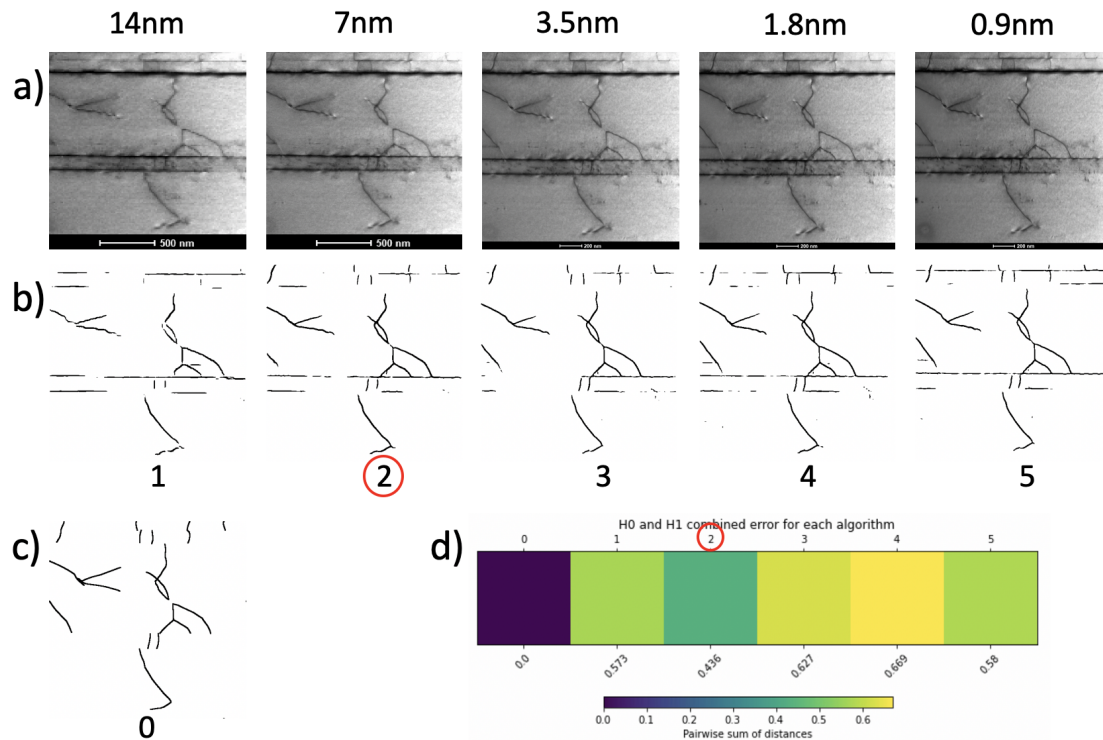 14nm 7nm 3.5nm 1.8nm 0.9nm
a)
500 nm 500 nm 200 nm 200 nm 200 nm
b)
1 2 3 4 5
c)
0
d)
H0 and H1 combined error for each algorithm
0 1 2 3 4 5
0.0 0.573 0.436 0.627 0.669 0.58
0.0 0.1 0.2 0.3 0.4 0.5 0.6
Pairwise sum of distances